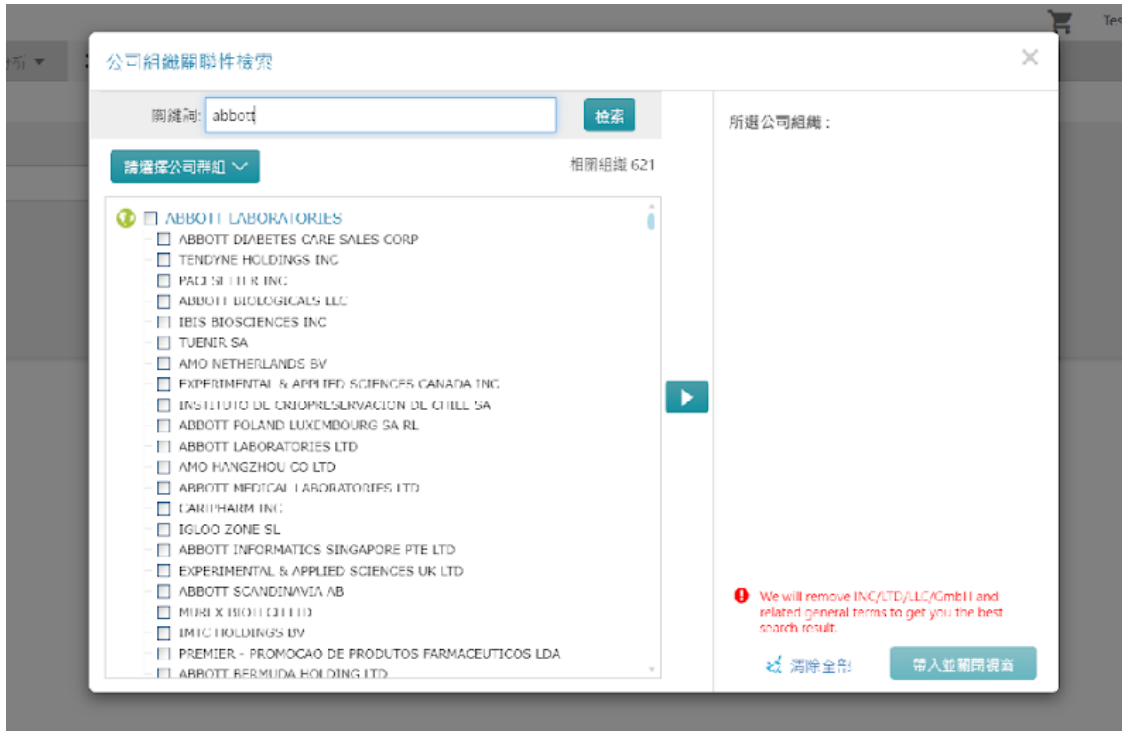 Tes
公司組織關聯性檢索
關鍵詞: abbott
檢索
請選擇公司群組
相關組織 621
ABBOTT LABORATORIES
ABBOTT DIABETES CARE SALES CORP
TENDYNE HOLDINGS INC
PACESETTER INC
ABBOTT BIOLOGICALS LLC
IBIS BIOSCIENCES INC
TUENIR SA
AMO NETHERLANDS BV
EXPERIMENTAL & APPLIED SCIENCES CANADA INC
INSTITUTO DE CRIOPRESERVACION DE CHILE SA
ABBOTT POLAND LUXEMBOURG SA RL
ABBOTT LABORATORIES LTD
AMO HANGZHOU CO LTD
ABBOTT MEDICAL LABORATORIES LTD
CARIPHARM INC
IGLOO ZONE SL
ABBOTT INFORMATICS SINGAPORE PTE LTD
EXPERIMENTAL & APPLIED SCIENCES UK LTD
ABBOTT SCANDINAVIA AB
MUREX BIOTECH LTD
IMTC HOLDINGS BV
PREMIER - PROMOCAO DE PRODUTOS FARMACEUTICOS LDA
ABBOTT BERMUDA HOLDING LTD
所選公司組織 :
We will remove INC/LTD/LLC/GmbH and
related general terms to get you the best
search result.
清除全部
帶入並關閉視窗